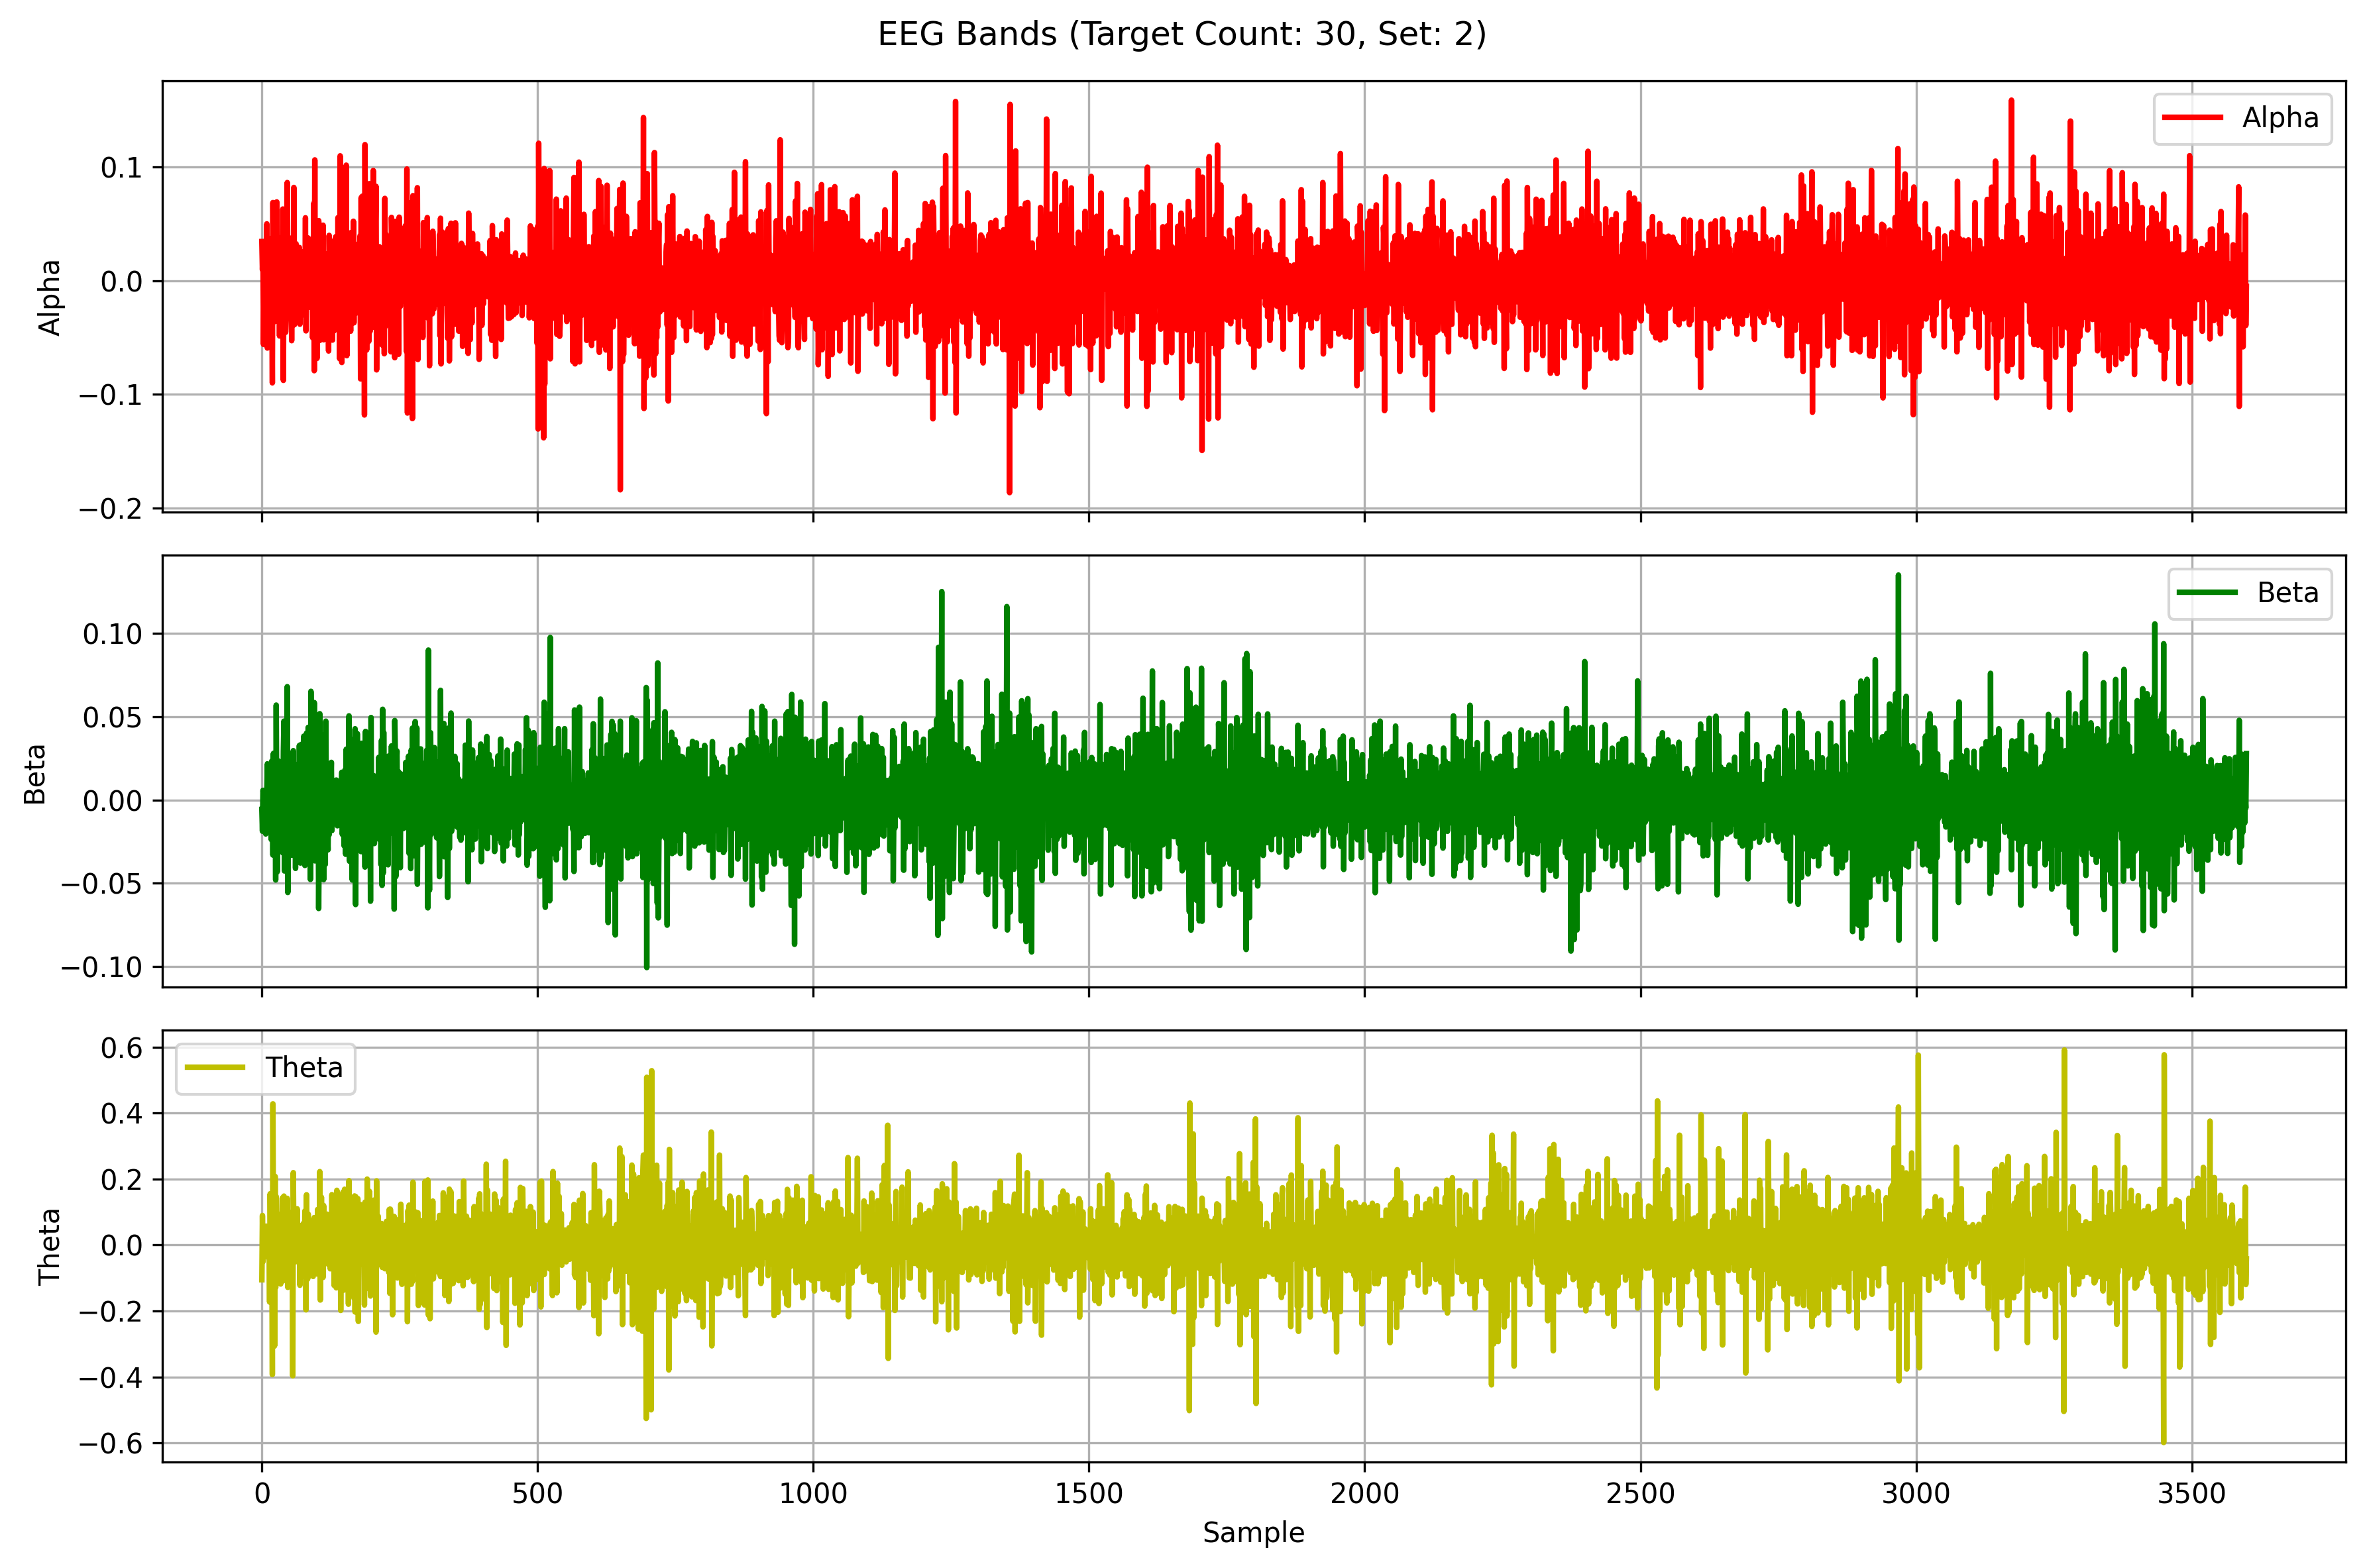 EEG Bands (Target Count: 30, Set: 2)
Alpha
0.1
0.0
−0.1
−0.2
Alpha
Beta
0.10
0.05
0.00
−0.05
−0.10
Beta
Theta
0.6
0.4
0.2
0.0
−0.2
−0.4
−0.6
Theta
0 500 1000 1500 2000 2500 3000 3500
Sample